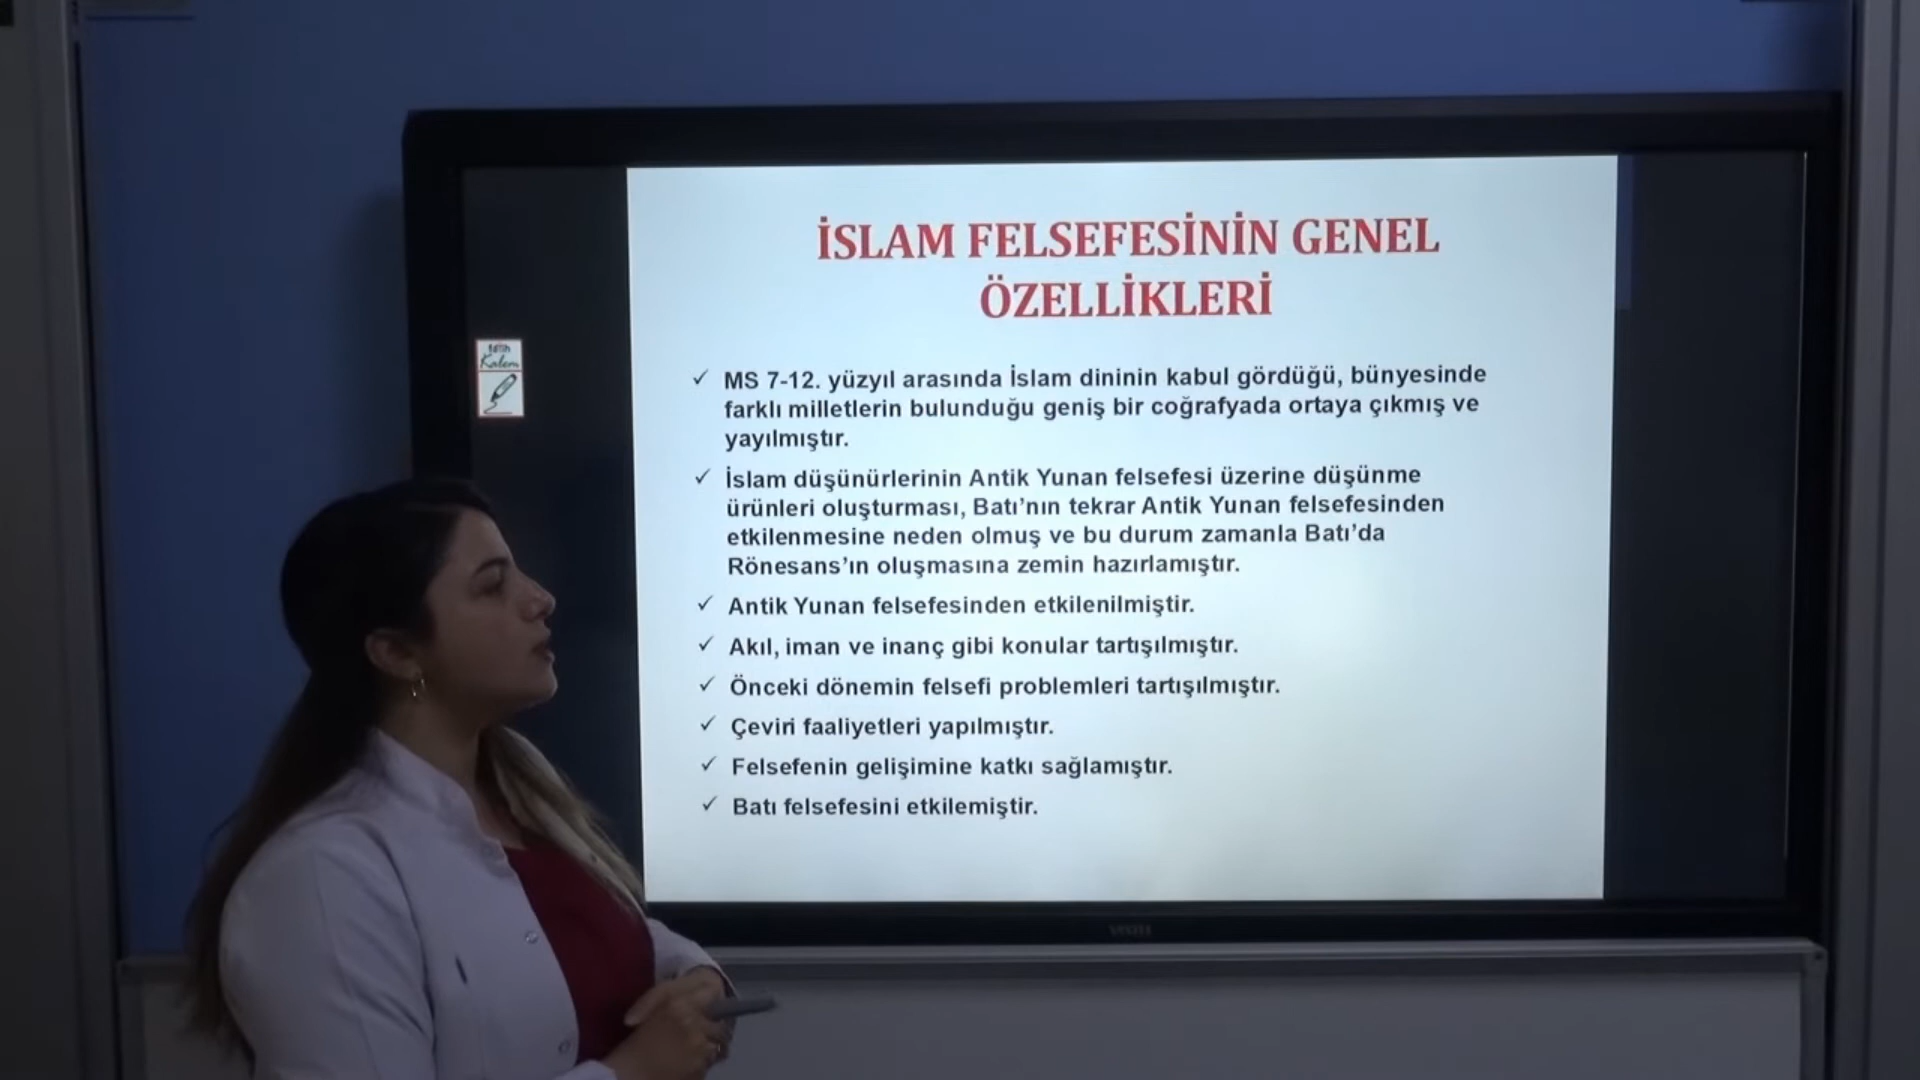 İSLAM FELSEFESİNİN GENEL
ÖZELLİKLERİ
fatih
Kalem
✓ MS 7-12. yüzyıl arasında İslam dininin kabul gördüğü, bünyesinde
farklı milletlerin bulunduğu geniş bir coğrafyada ortaya çıkmış ve
yayılmıştır.
✓ İslam düşünürlerinin Antik Yunan felsefesi üzerine düşünme
ürünleri oluşturması, Batı’nın tekrar Antik Yunan felsefesinden
etkilenmesine neden olmuş ve bu durum zamanla Batı’da
Rönesans’ın oluşmasına zemin hazırlamıştır.
✓ Antik Yunan felsefesinden etkilenilmiştir.
✓ Akıl, iman ve inanç gibi konular tartışılmıştır.
✓ Önceki dönemin felsefi problemleri tartışılmıştır.
✓ Çeviri faaliyetleri yapılmıştır.
✓ Felsefenin gelişimine katkı sağlamıştır.
✓ Batı felsefesini etkilemiştir.
VESTEL